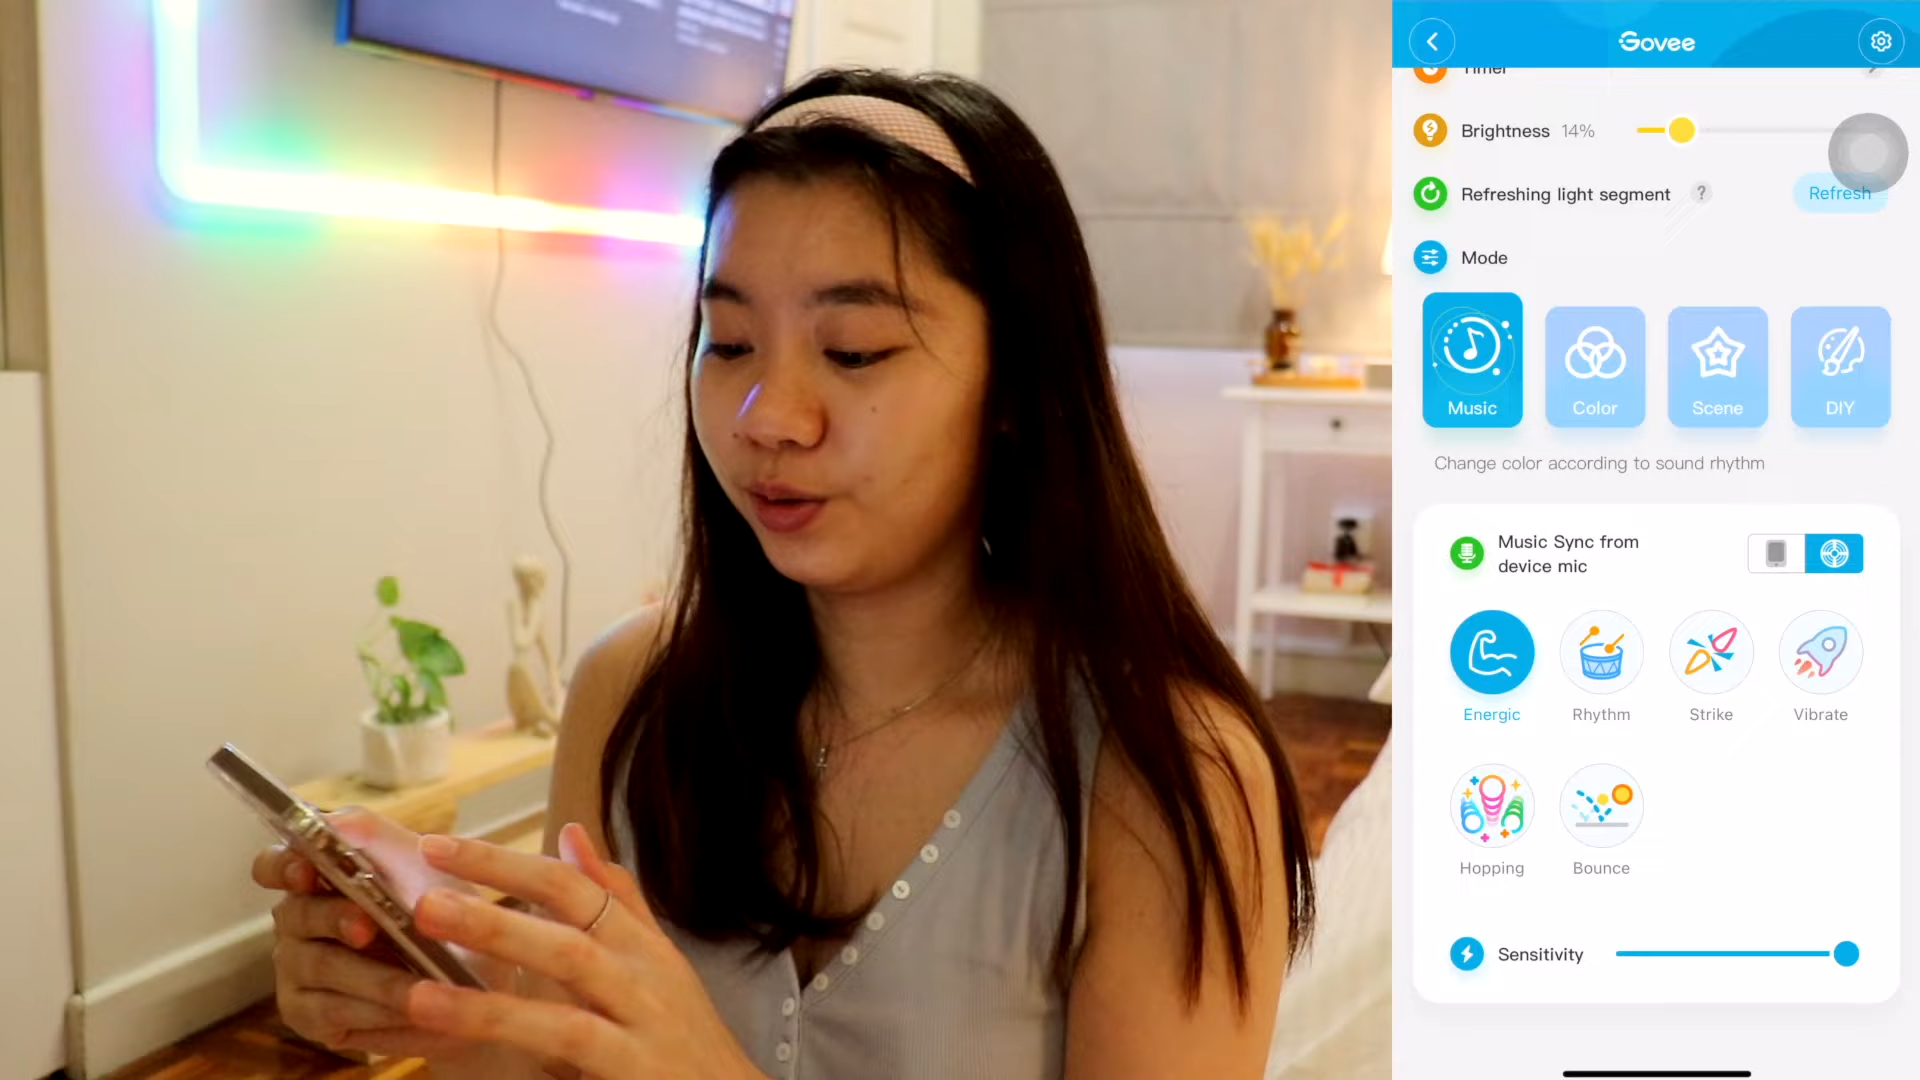 Govee
Timer
Brightness 14%
Refreshing light segment ? Refresh
Mode
Music Color Scene DIY
Change color according to sound rhythm
Music Sync from
device mic
Energic Rhythm Strike Vibrate
Hopping Bounce
Sensitivity